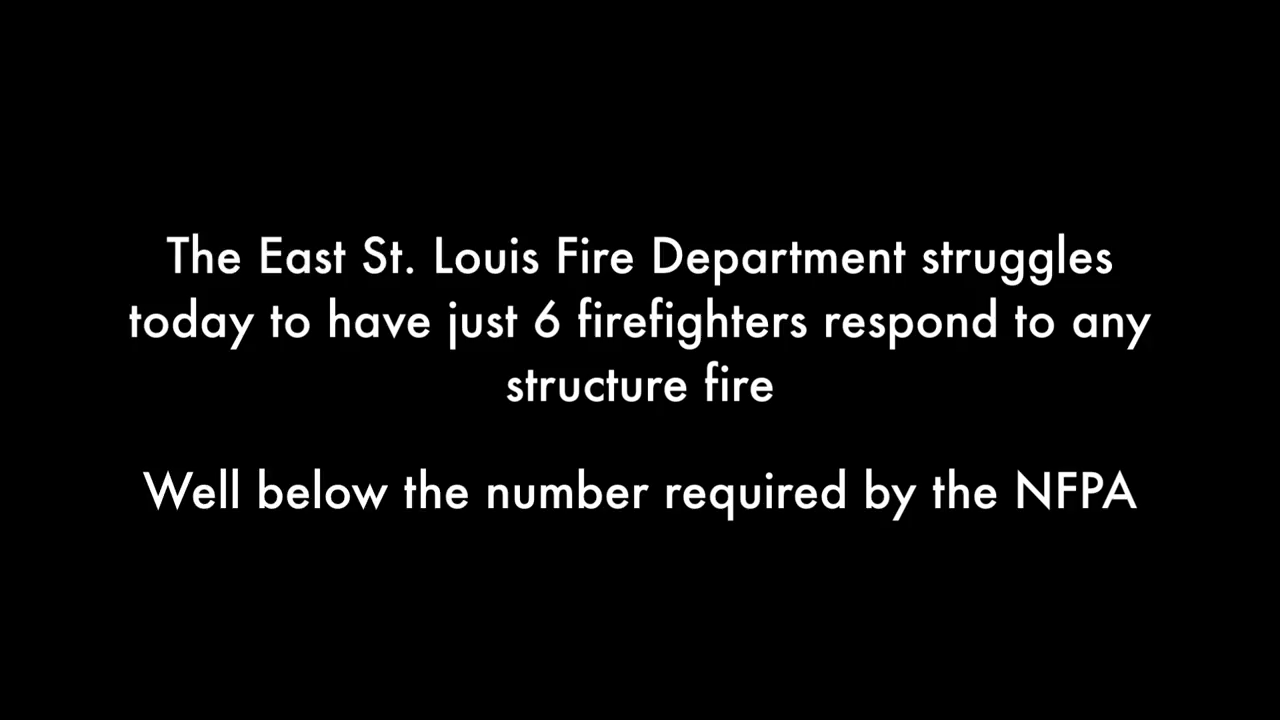 The East St. Louis Fire Department struggles
today to have just 6 firefighters respond to any
structure fire
Well below the number required by the NFPA